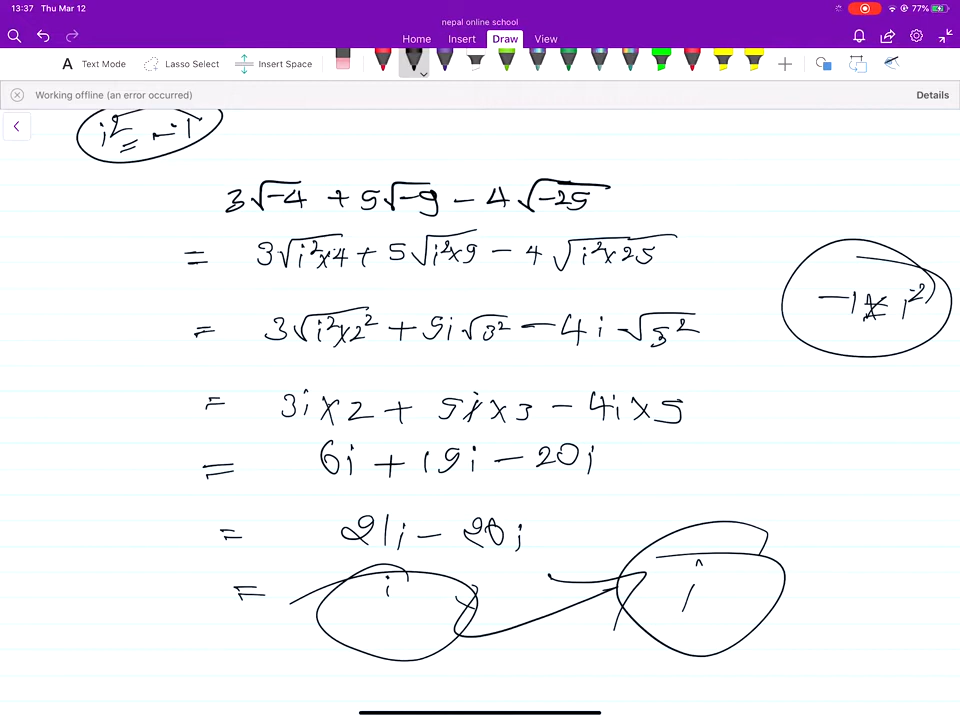 13:37 Thu Mar 12
77%
nepal online school
Home Insert Draw View
Text Mode Lasso Select Insert Space
Working offline (an error occurred) Details
i² = -1
3√-4 + 5√-9 - 4√-25
= 3√i²×4 + 5√i²×9 - 4√i²×25
-1 = i²
= 3√i²×2² + 5i√3² - 4i√5²
= 3i×2 + 5i×3 - 4i×5
= 6i + 15i - 20i
= 21i - 20i
= i
i